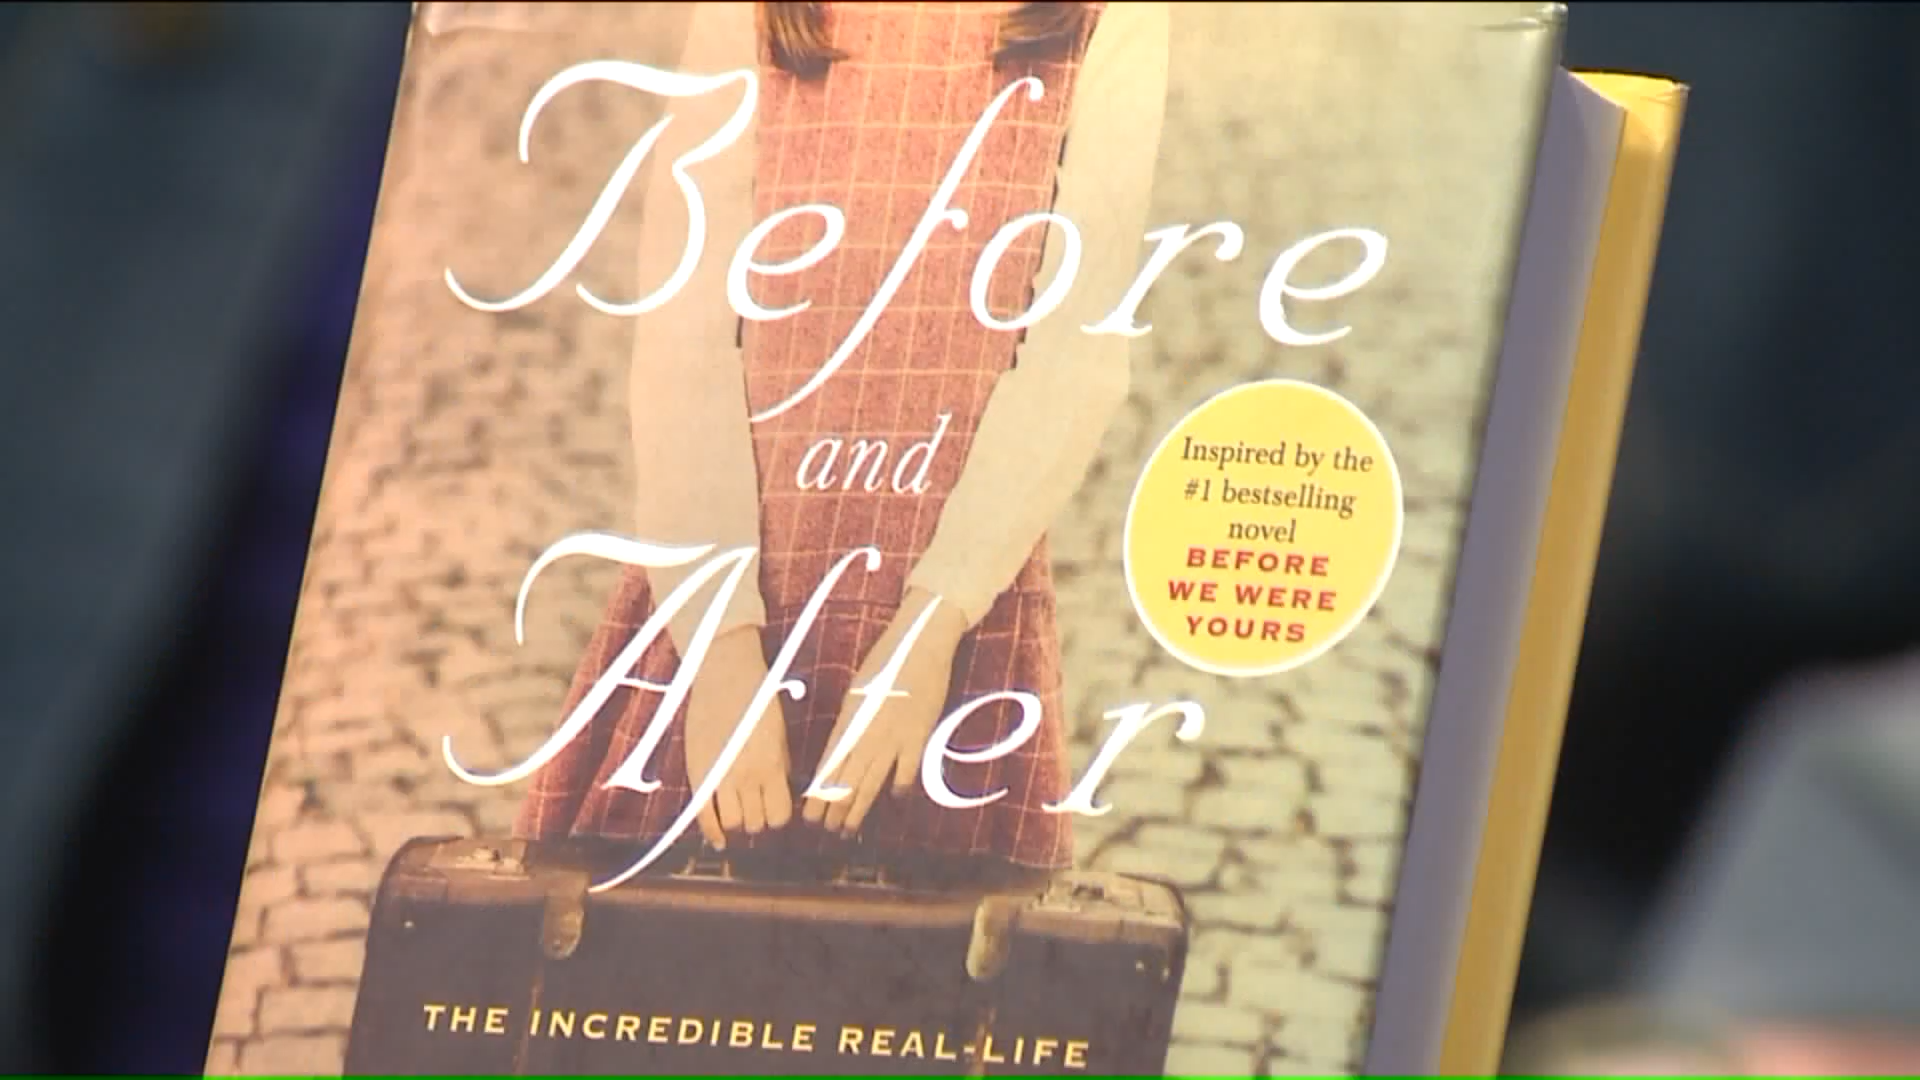 Before
and
After
Inspired by the
#1 bestselling
novel
BEFORE
WE WERE
YOURS
THE INCREDIBLE REAL-LIFE